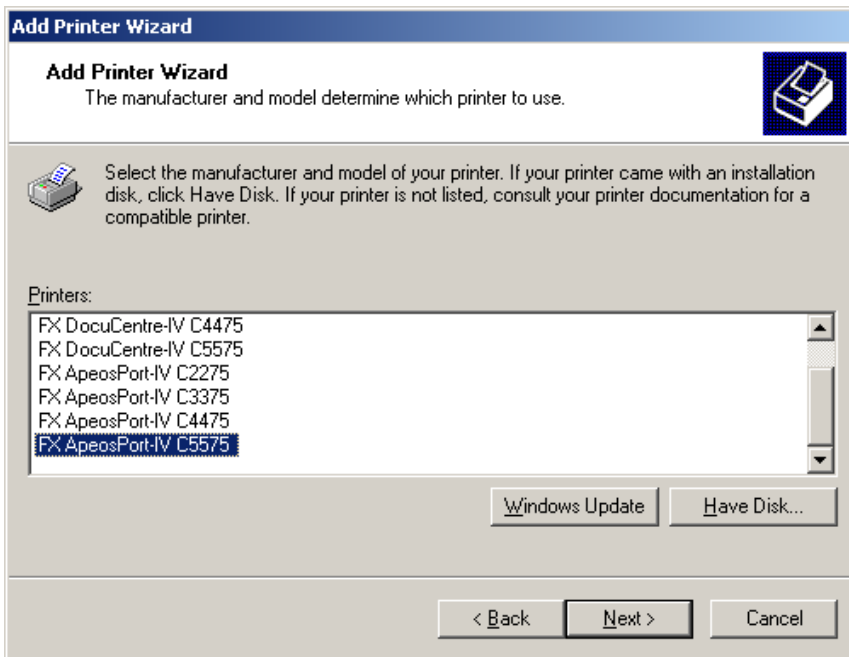 Add Printer Wizard
Add Printer Wizard
The manufacturer and model determine which printer to use.
Select the manufacturer and model of your printer. If your printer came with an installation
disk, click Have Disk. If your printer is not listed, consult your printer documentation for a
compatible printer.
Printers:
FX DocuCentre-IV C4475
FX DocuCentre-IV C5575
FX ApeosPort-IV C2275
FX ApeosPort-IV C3375
FX ApeosPort-IV C4475
FX ApeosPort-IV C5575
Windows Update
Have Disk...
< Back
Next >
Cancel